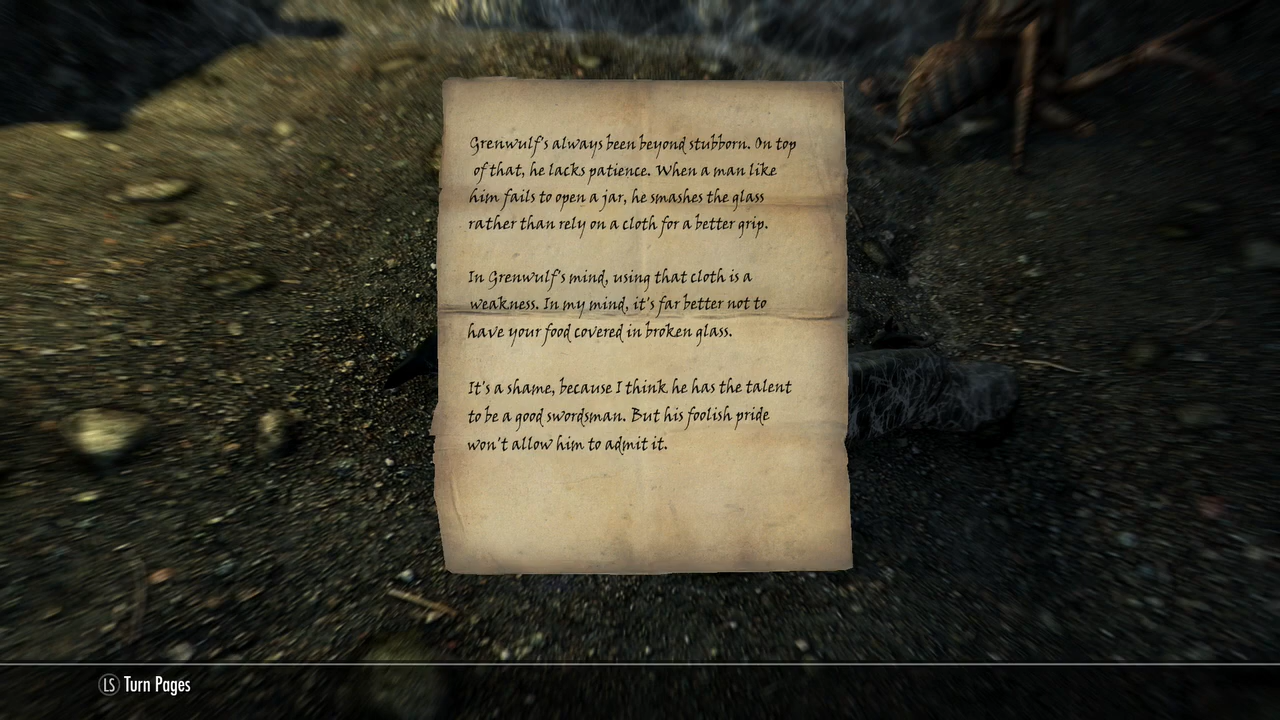 Grenwulf's always been beyond stubborn. On top
of that, he lacks patience. When a man like
him fails to open a jar, he smashes the glass
rather than rely on a cloth for a better grip.
In Grenwulf's mind, using that cloth is a
weakness. In my mind, it's far better not to
have your food covered in broken glass.
It's a shame, because I think he has the talent
to be a good swordsman. But his foolish pride
won't allow him to admit it.
LS Turn Pages